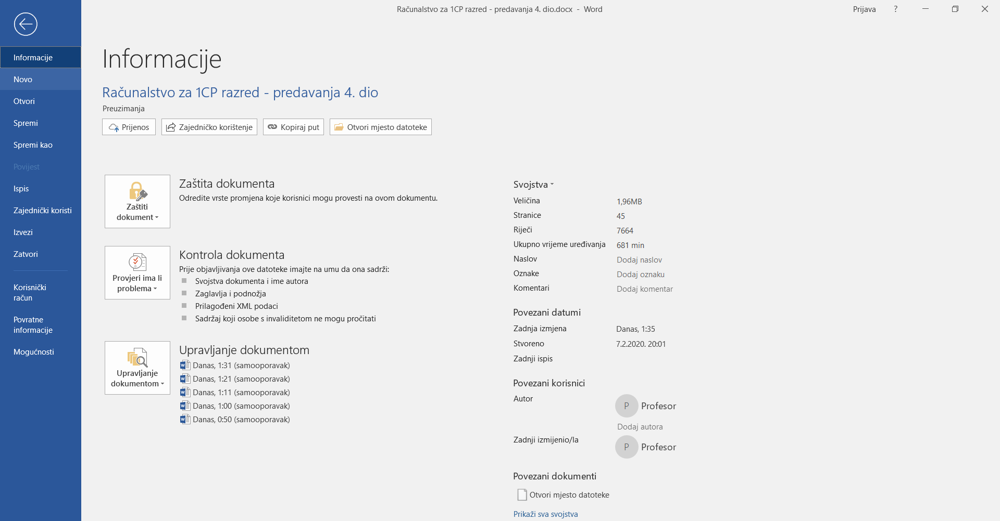 Računalstvo za 1CP razred - predavanja 4. dio.docx - Word
Prijava ?
Informacije
Novo
Otvori
Spremi
Spremi kao
Povijest
Ispis
Zajednički koristi
Izvezi
Zatvori
Korisnički
račun
Povratne
informacije
Mogućnosti
Informacije
Računalstvo za 1CP razred - predavanja 4. dio
Preuzimanja
Prijenos
Zajedničko korištenje
Kopiraj put
Otvori mjesto datoteke
Zaštiti
dokument
Zaštita dokumenta
Odredite vrste promjena koje korisnici mogu provesti na ovom dokumentu.
Provjeri ima li
problema
Kontrola dokumenta
Prije objavljivanja ove datoteke imajte na umu da ona sadrži:
Svojstva dokumenta i ime autora
Zaglavlja i podnožja
Prilagođeni XML podaci
Sadržaj koji osobe s invaliditetom ne mogu pročitati
Upravljanje
dokumentom
Upravljanje dokumentom
Danas, 1:31 (samooporavak)
Danas, 1:21 (samooporavak)
Danas, 1:11 (samooporavak)
Danas, 1:00 (samooporavak)
Danas, 0:50 (samooporavak)
Svojstva
Veličina 1,96MB
Stranice 45
Riječi 7664
Ukupno vrijeme uređivanja 681 min
Naslov Dodaj naslov
Oznake Dodaj oznaku
Komentari Dodaj komentar
Povezani datumi
Zadnja izmjena Danas, 1:35
Stvoreno 7.2.2020. 20:01
Zadnji ispis
Povezani korisnici
Autor
P Profesor
Dodaj autora
Zadnji izmijenio/la
P Profesor
Povezani dokumenti
Otvori mjesto datoteke
Prikaži sva svojstva